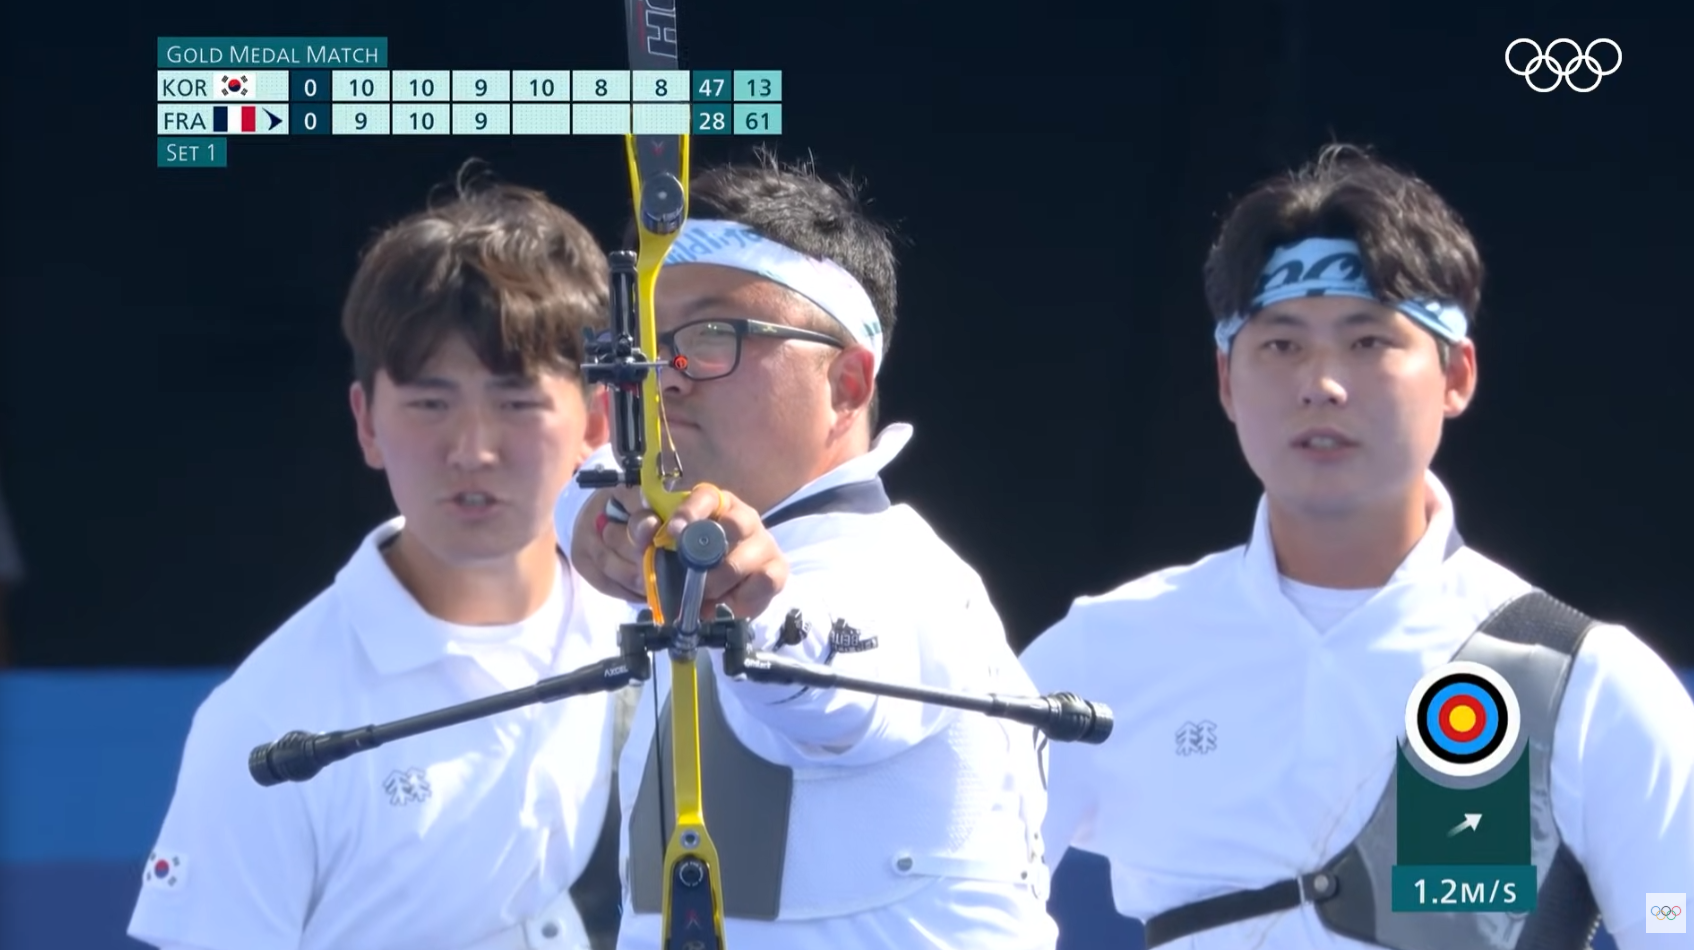 GOLD MEDAL MATCH
KOR 0 10 10 9 10 8 8 47 13
FRA 0 9 10 9 28 61
SET 1
1.2M/S